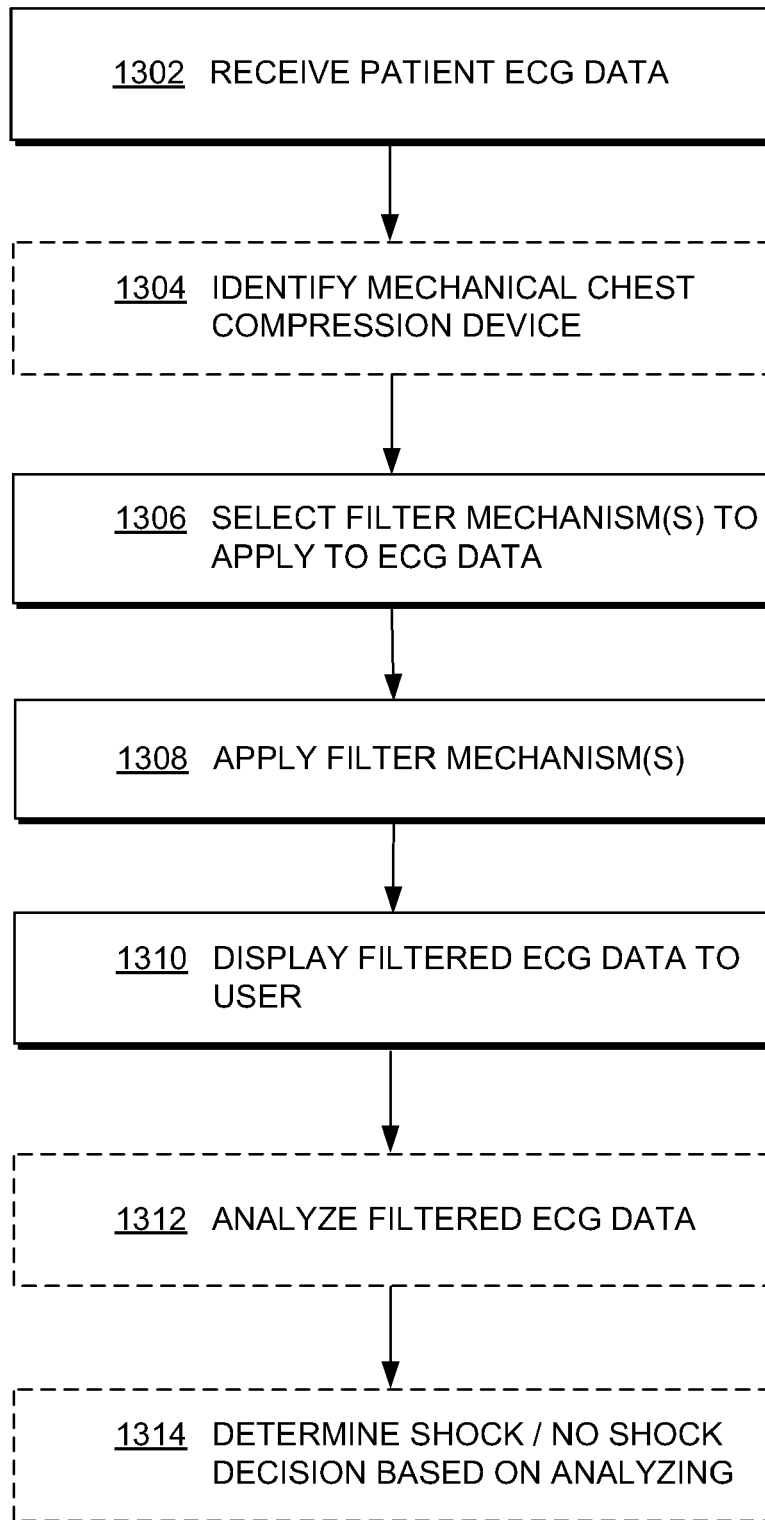 1302 RECEIVE PATIENT ECG DATA
1304 IDENTIFY MECHANICAL CHEST
COMPRESSION DEVICE
1306 SELECT FILTER MECHANISM(S) TO
APPLY TO ECG DATA
1308 APPLY FILTER MECHANISM(S)
1310 DISPLAY FILTERED ECG DATA TO
USER
1312 ANALYZE FILTERED ECG DATA
1314 DETERMINE SHOCK / NO SHOCK
DECISION BASED ON ANALYZING